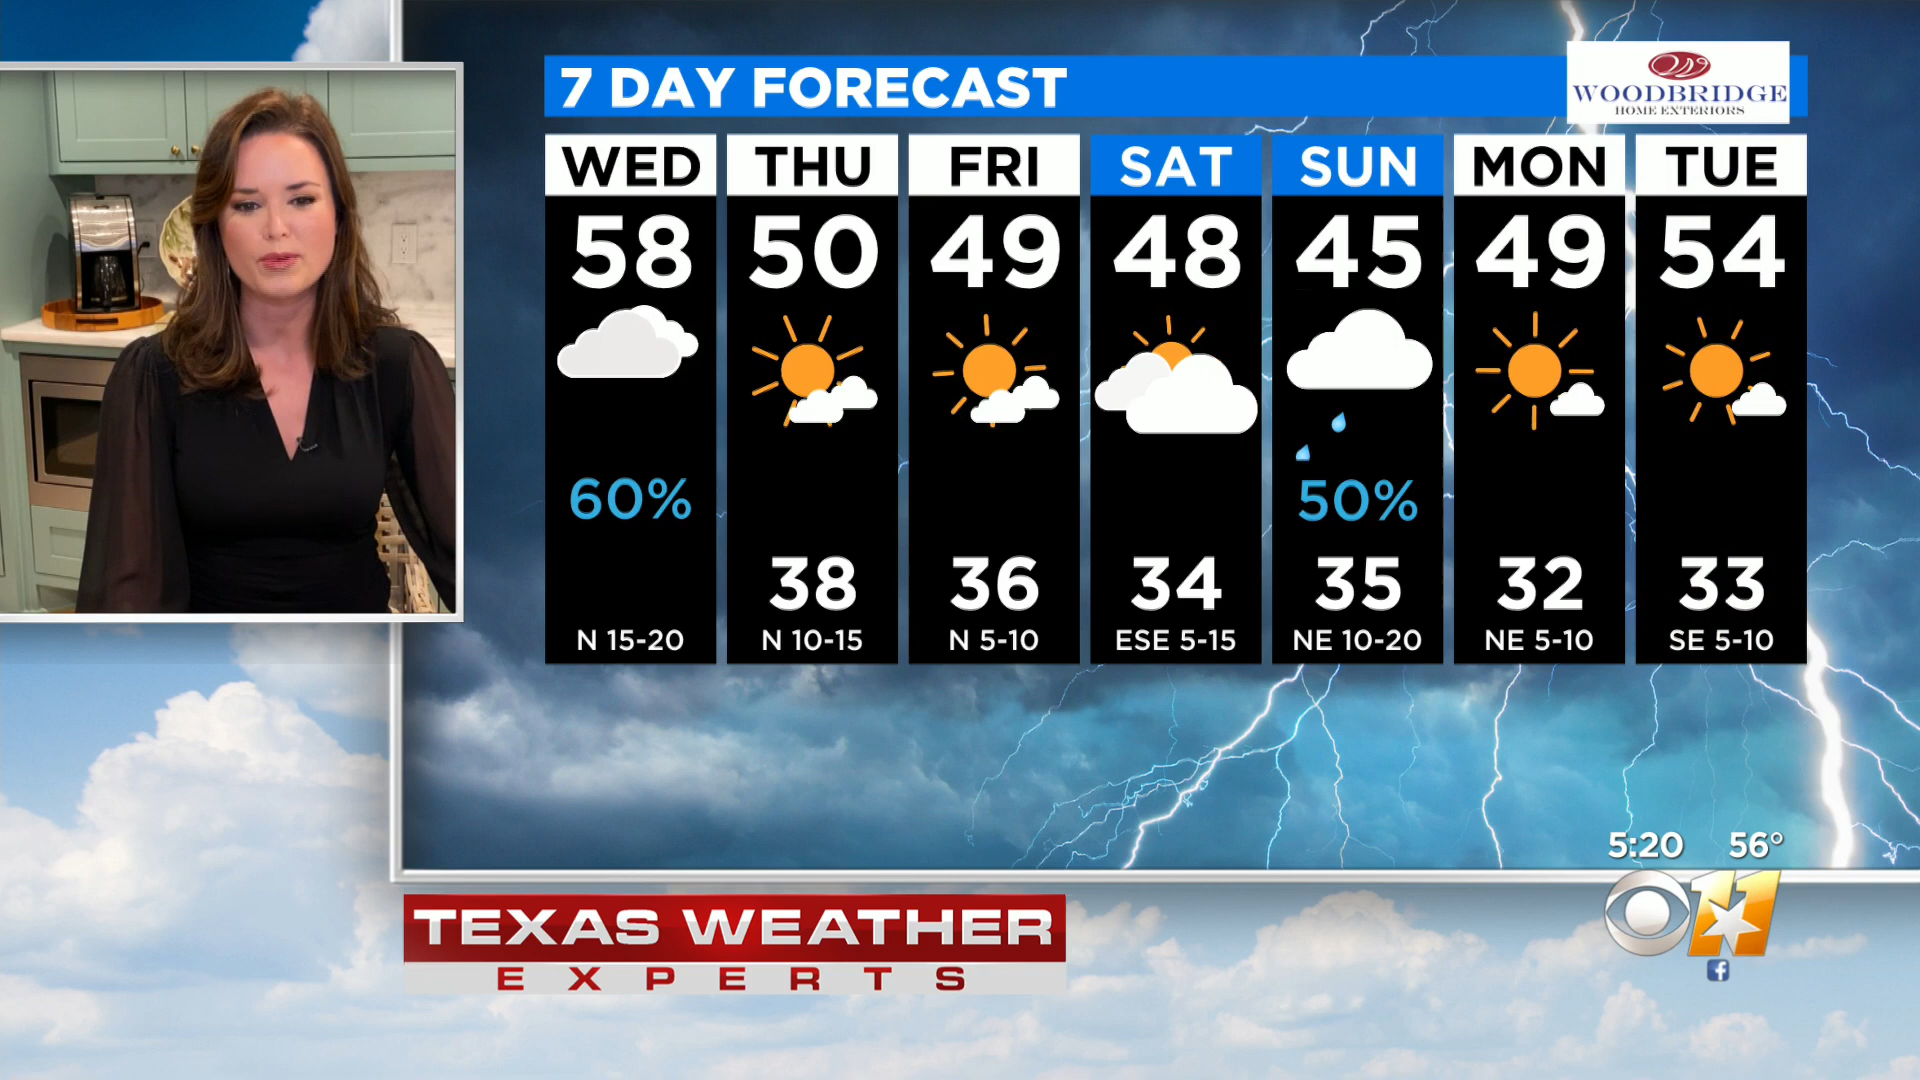 7 DAY FORECAST
WOODBRIDGE
HOME EXTERIORS
WED THU FRI SAT SUN MON TUE
58 50 49 48 45 49 54
60% 50%
38 36 34 35 32 33
N 15-20 N 10-15 N 5-10 ESE 5-15 NE 10-20 NE 5-10 SE 5-10
5:20 56°
11
f
TEXAS WEATHER
EXPERTS